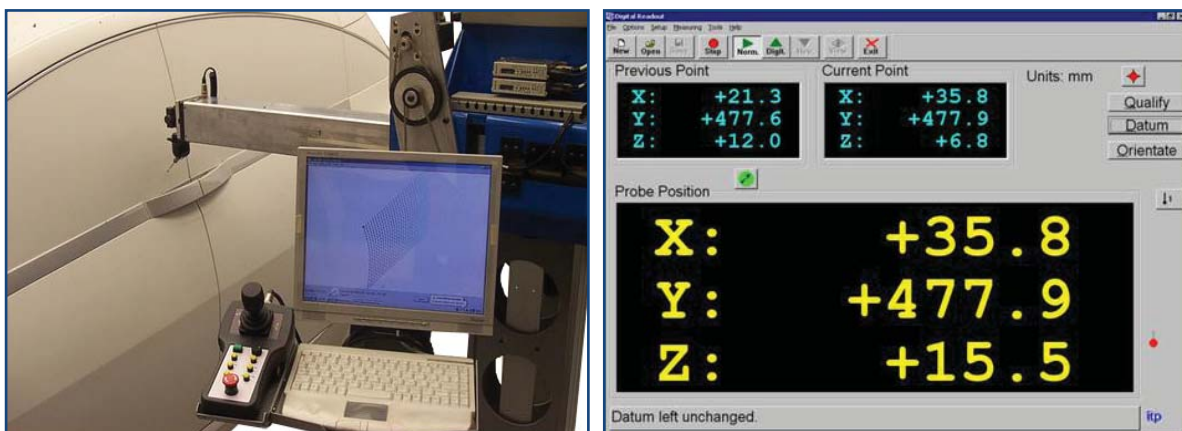 Digital Readout
File Options Setup Measuring Tools Help
New Open Save Stop Norm. Digit. Rev. View Exit
Previous Point
X: +21.3
Y: +477.6
Z: +12.0
Current Point
X: +35.8
Y: +477.9
Z: +6.8
Units: mm
Qualify
Datum
Orientate
Probe Position
X: +35.8
Y: +477.9
Z: +15.5
Datum left unchanged.
itp